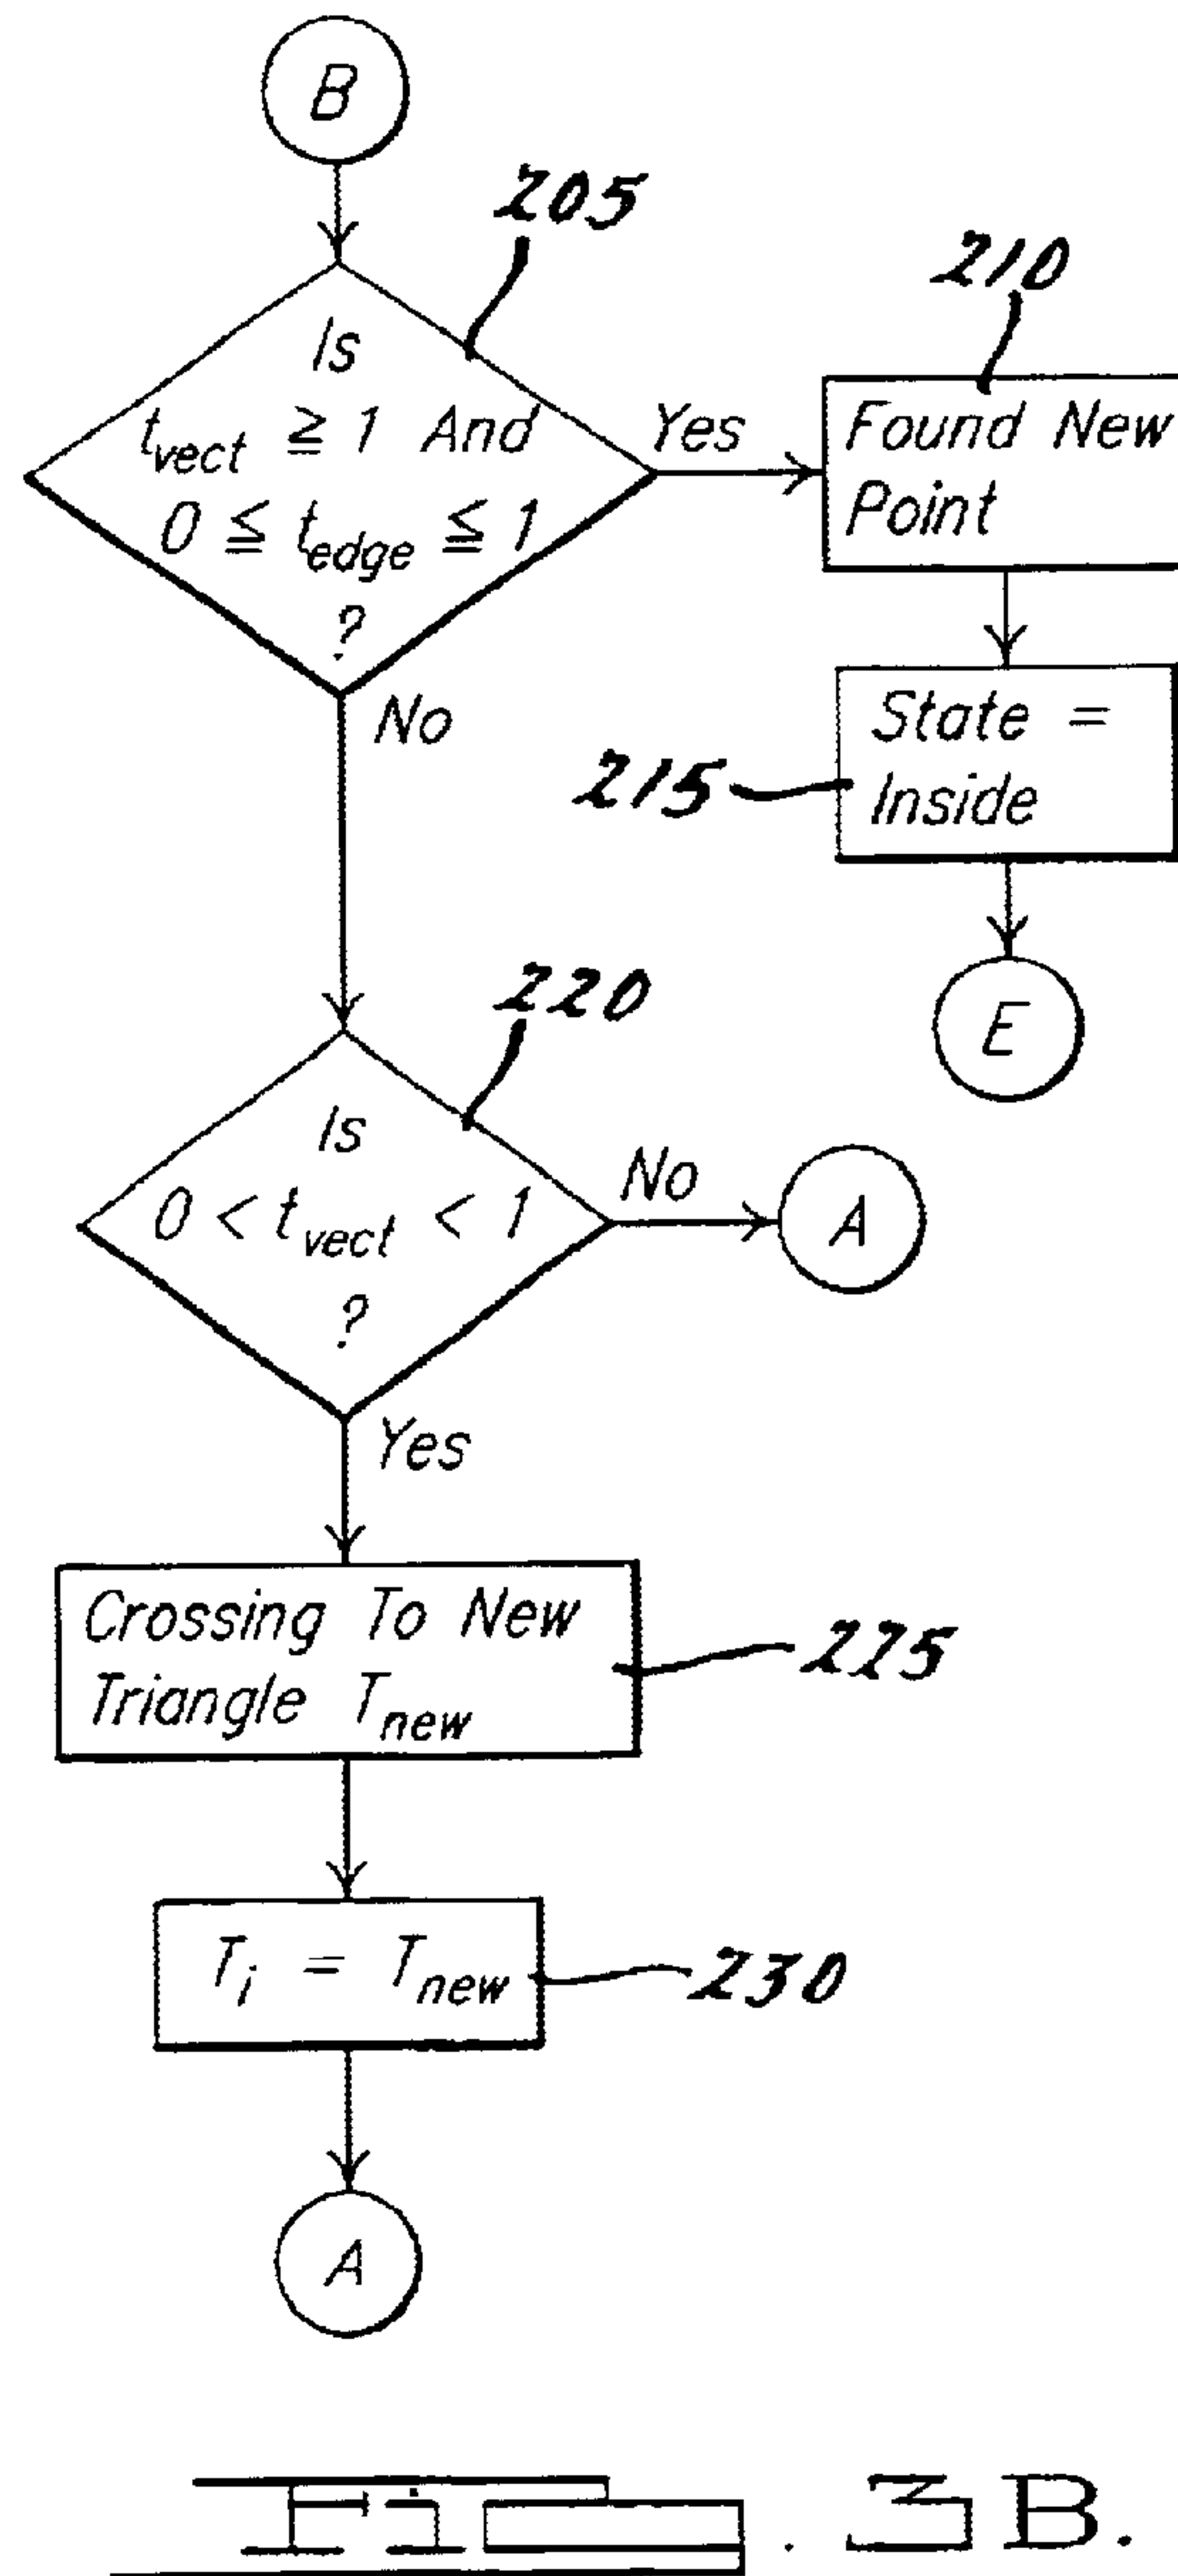 B
205
Is
t_vect ≧ 1 And
0 ≦ t_edge ≦ 1
?
Yes
210
Found New
Point
No
215
State =
Inside
E
220
Is
0 < t_vect < 1
?
No
A
Yes
Crossing To New
Triangle T_new
225
T_i = T_new
230
A
Fig. 3B.